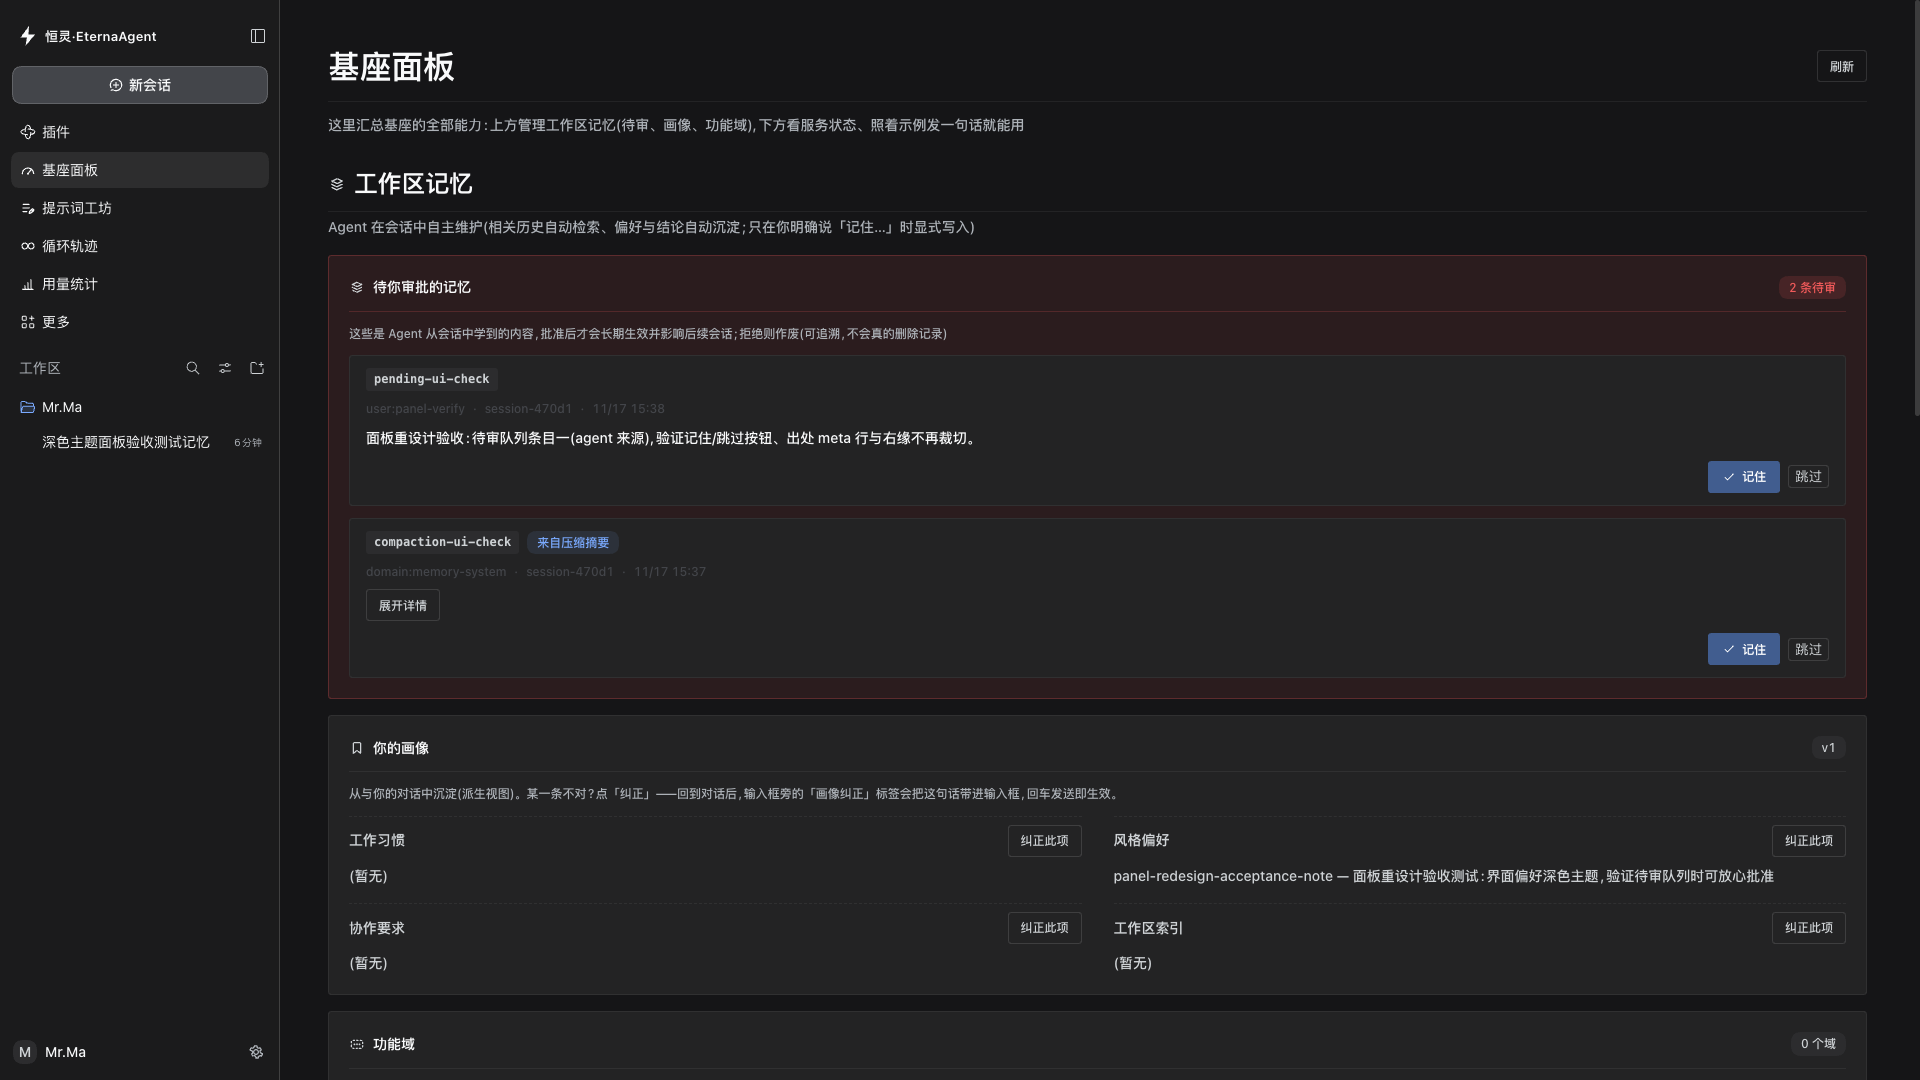 恒灵·EternaAgent
新会话
插件
基座面板
提示词工坊
循环轨迹
用量统计
更多
工作区
Mr.Ma
深色主题面板验收测试记忆 6分钟
M Mr.Ma
基座面板
刷新
这里汇总基座的全部能力:上方管理工作区记忆(待审、画像、功能域),下方看服务状态、照着示例发一句话就能用
工作区记忆
Agent 在会话中自主维护(相关历史自动检索、偏好与结论自动沉淀;只在你明确说「记住...」时显式写入)
待你审批的记忆
2 条待审
这些是 Agent 从会话中学到的内容,批准后才会长期生效并影响后续会话;拒绝则作废(可追溯,不会真的删除记录)
pending-ui-check
user:panel-verify · session-470d1 · 11/17 15:38
面板重设计验收:待审队列条目一(agent 来源),验证记住/跳过按钮、出处 meta 行与右缘不再裁切。
记住 跳过
compaction-ui-check 来自压缩摘要
domain:memory-system · session-470d1 · 11/17 15:37
展开详情
记住 跳过
你的画像
v1
从与你的对话中沉淀(派生视图)。某一条不对?点「纠正」——回到对话后,输入框旁的「画像纠正」标签会把这句话带进输入框,回车发送即生效。
工作习惯 纠正此项
(暂无)
风格偏好 纠正此项
panel-redesign-acceptance-note — 面板重设计验收测试:界面偏好深色主题,验证待审队列时可放心批准
协作要求 纠正此项
(暂无)
工作区索引 纠正此项
(暂无)
功能域
0 个域